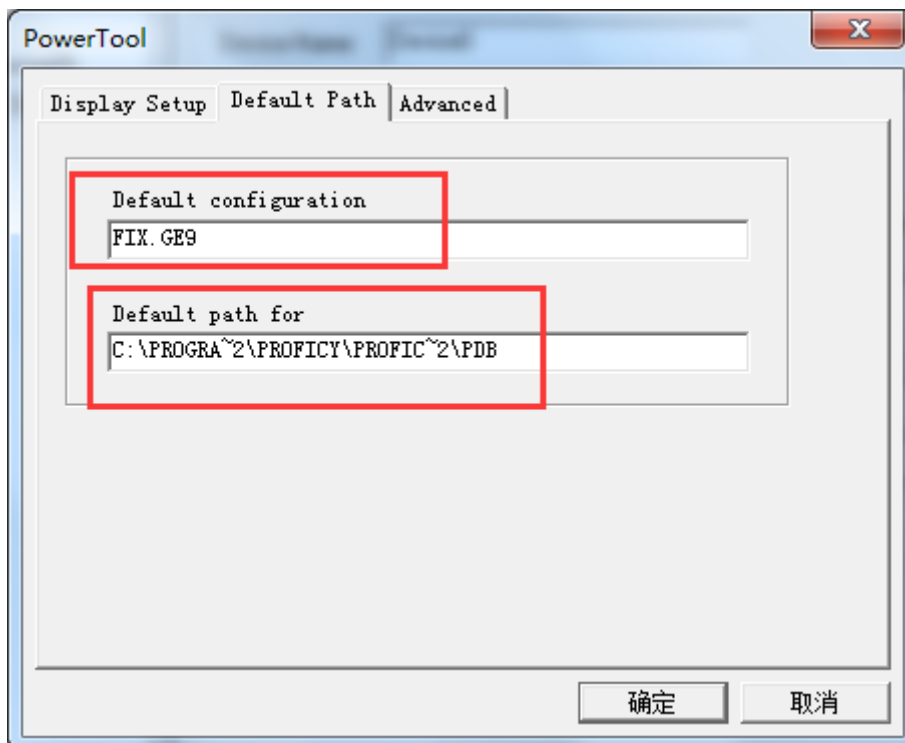 PowerTool
Display Setup Default Path Advanced
Default configuration
FIX.GE9
Default path for
C:\PROGRA~2\PROFICY\PROFIC~2\PDB
确定 取消